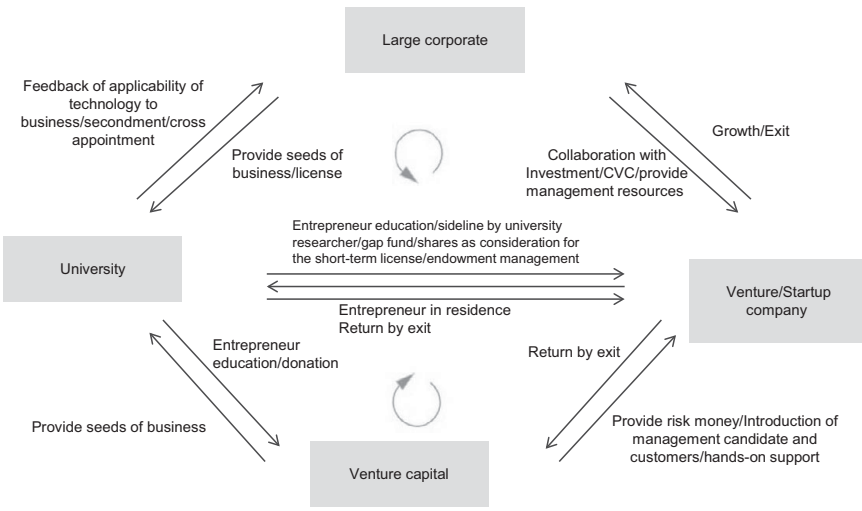 Large corporate
Feedback of applicability of
technology to
business/secondment/cross
appointment
Provide seeds of
business/license
Growth/Exit
Collaboration with
Investment/CVC/provide
management resources
Entrepreneur education/sideline by university
researcher/gap fund/shares as consideration for
the short-term license/endowment management
University
Venture/Startup
company
Entrepreneur in residence
Return by exit
Entrepreneur
education/donation
Return by exit
Provide seeds of business
Provide risk money/Introduction of
management candidate and
customers/hands-on support
Venture capital